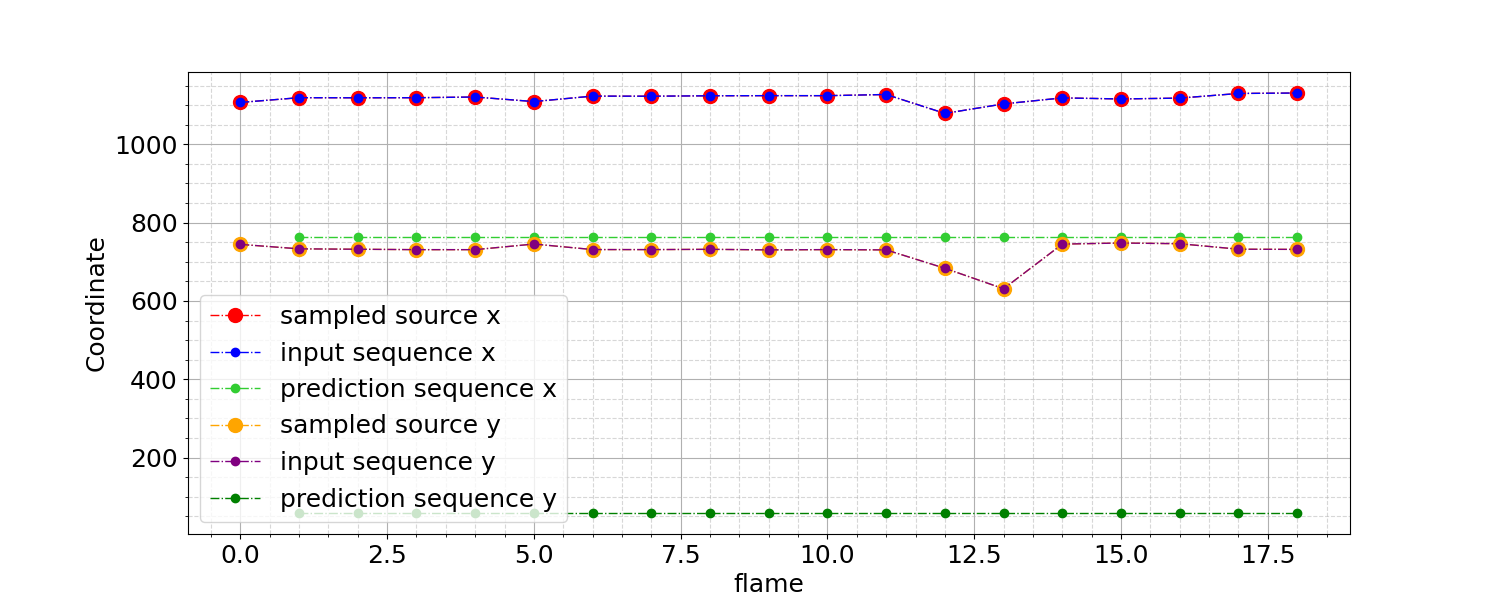 1000
800
600
400
200
Coordinate
sampled source x
input sequence x
prediction sequence x
sampled source y
input sequence y
prediction sequence y
0.0 2.5 5.0 7.5 10.0 12.5 15.0 17.5
flame